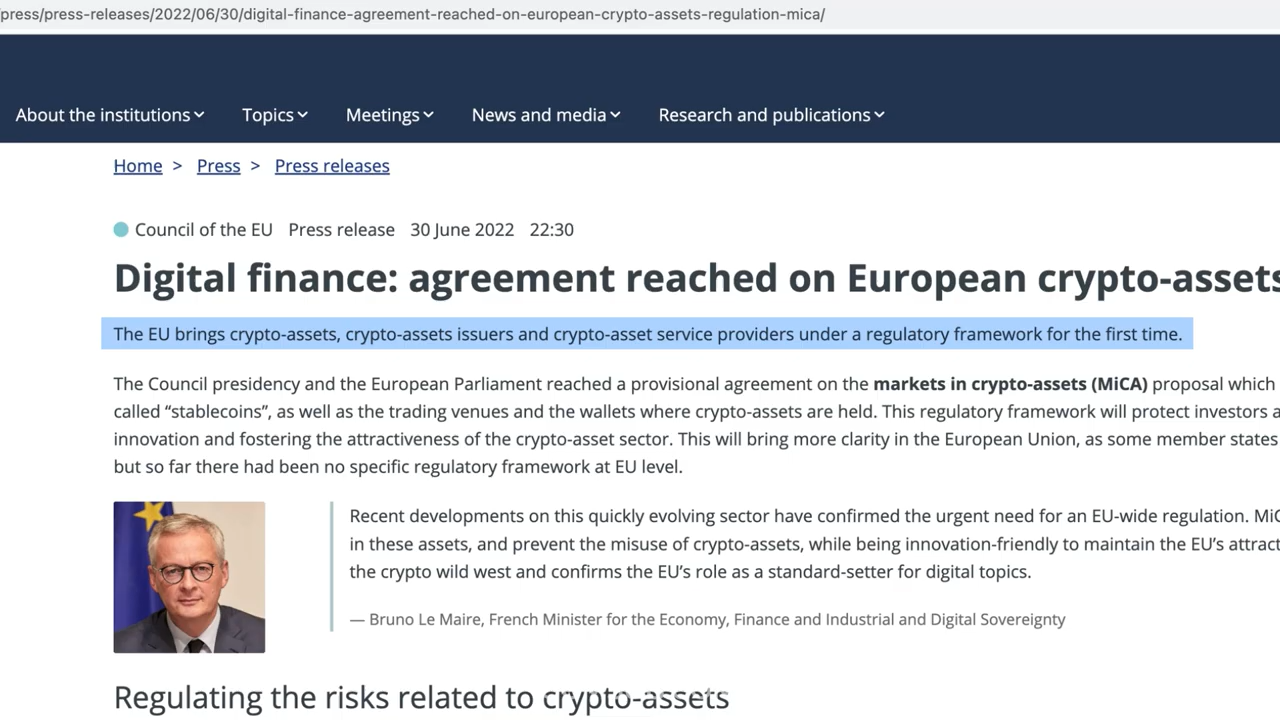 press/press-releases/2022/06/30/digital-finance-agreement-reached-on-european-crypto-assets-regulation-mica/
About the institutions Topics Meetings News and media Research and publications
Home > Press > Press releases
Council of the EU Press release 30 June 2022 22:30
Digital finance: agreement reached on European crypto-assets
The EU brings crypto-assets, crypto-assets issuers and crypto-asset service providers under a regulatory framework for the first time.
The Council presidency and the European Parliament reached a provisional agreement on the markets in crypto-assets (MiCA) proposal which
called “stablecoins”, as well as the trading venues and the wallets where crypto-assets are held. This regulatory framework will protect investors a
innovation and fostering the attractiveness of the crypto-asset sector. This will bring more clarity in the European Union, as some member states
but so far there had been no specific regulatory framework at EU level.
Recent developments on this quickly evolving sector have confirmed the urgent need for an EU-wide regulation. MiC
in these assets, and prevent the misuse of crypto-assets, while being innovation-friendly to maintain the EU’s attract
the crypto wild west and confirms the EU’s role as a standard-setter for digital topics.
— Bruno Le Maire, French Minister for the Economy, Finance and Industrial and Digital Sovereignty
Regulating the risks related to crypto-assets